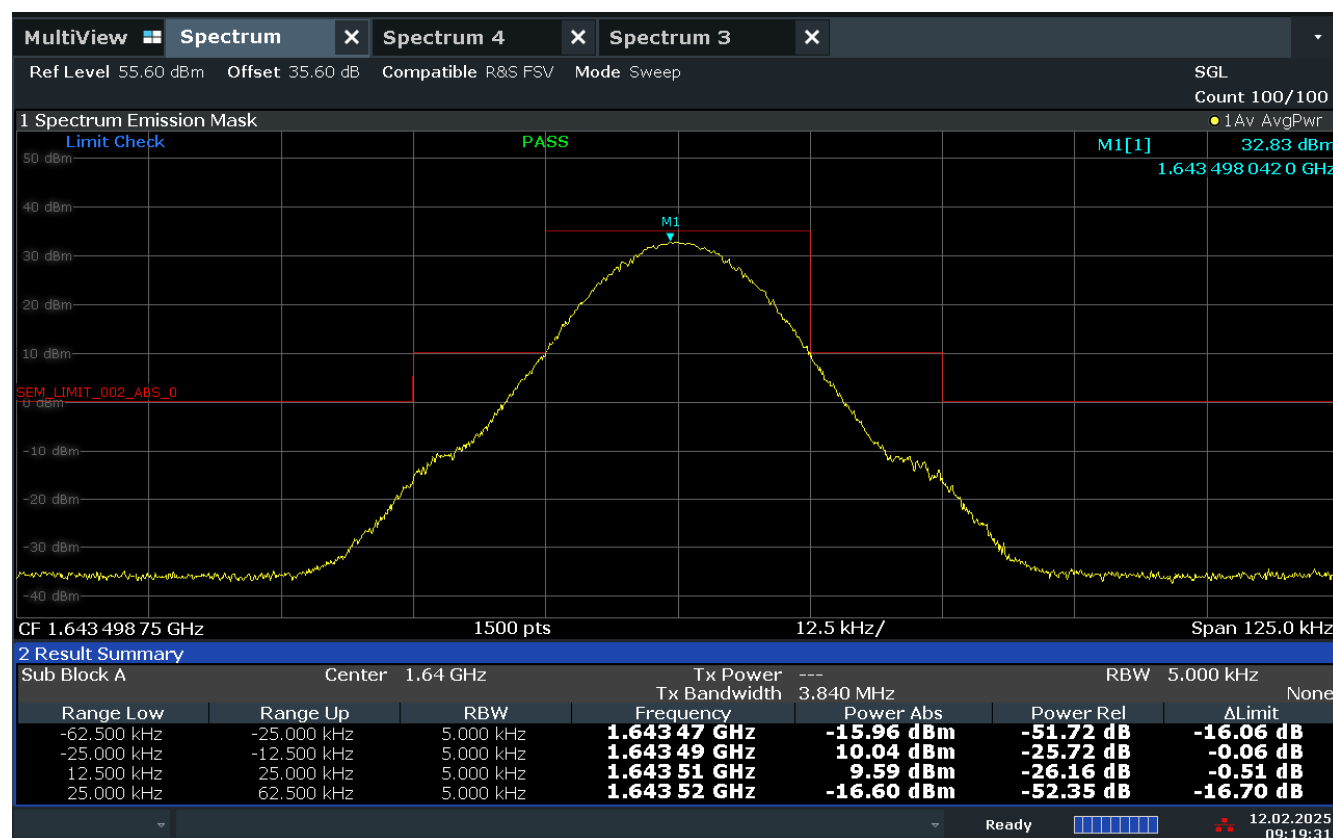 MultiView Spectrum X Spectrum 4 X Spectrum 3 X
Ref Level 55.60 dBm Offset 35.60 dB Compatible R&S FSV Mode Sweep SGL
Count 100/100
1 Spectrum Emission Mask 1Av AvgPwr
Limit Check PASS M1[1] 32.83 dBm
50 dBm
1.643 498 042 0 GHz
40 dBm
M1
30 dBm
20 dBm
10 dBm
SEM_LIMIT_002_ABS_0
0 dBm
-10 dBm
-20 dBm
-30 dBm
-40 dBm
CF 1.643 498 75 GHz 1500 pts 12.5 kHz/ Span 125.0 kHz
2 Result Summary
Sub Block A Center 1.64 GHz Tx Power --- RBW 5.000 kHz
Tx Bandwidth 3.840 MHz None
Range Low Range Up RBW Frequency Power Abs Power Rel ΔLimit
-62.500 kHz -25.000 kHz 5.000 kHz 1.643 47 GHz -15.96 dBm -51.72 dB -16.06 dB
-25.000 kHz -12.500 kHz 5.000 kHz 1.643 49 GHz 10.04 dBm -25.72 dB -0.06 dB
12.500 kHz 25.000 kHz 5.000 kHz 1.643 51 GHz 9.59 dBm -26.16 dB -0.51 dB
25.000 kHz 62.500 kHz 5.000 kHz 1.643 52 GHz -16.60 dBm -52.35 dB -16.70 dB
Ready 12.02.2025
09:19:31